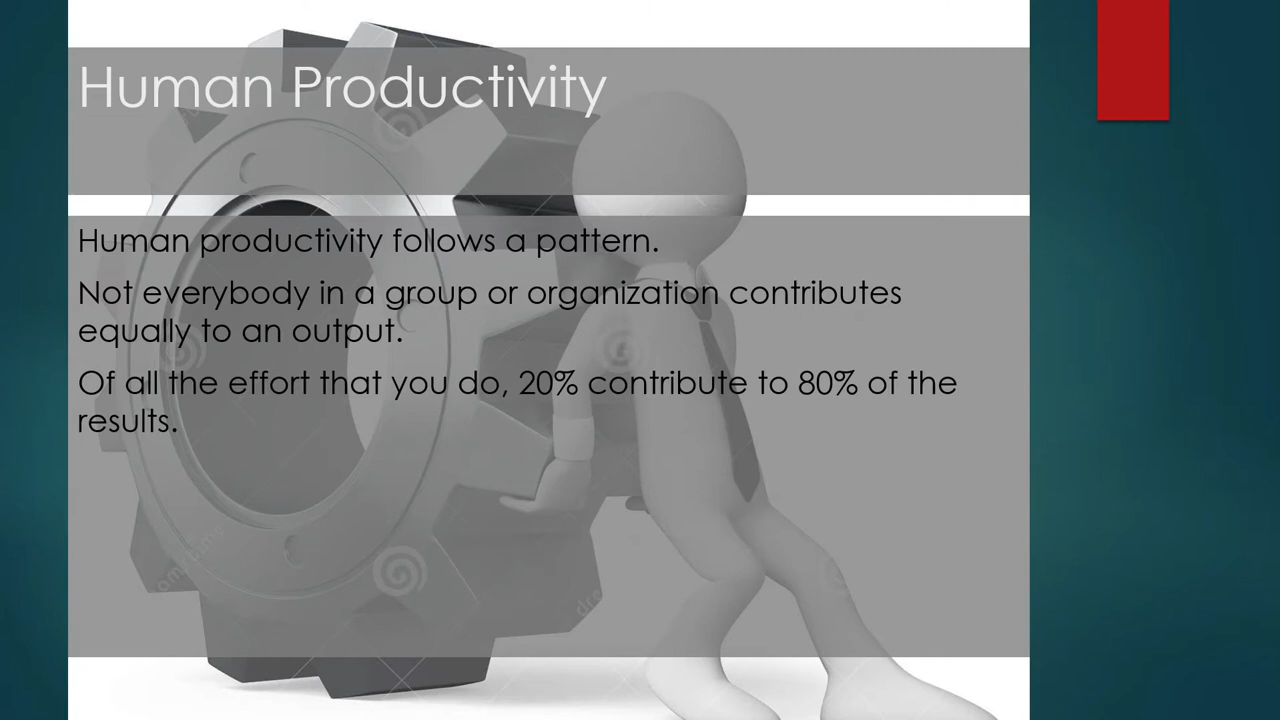 Human Productivity
Human productivity follows a pattern.
Not everybody in a group or organization contributes
equally to an output.
Of all the effort that you do, 20% contribute to 80% of the
results.